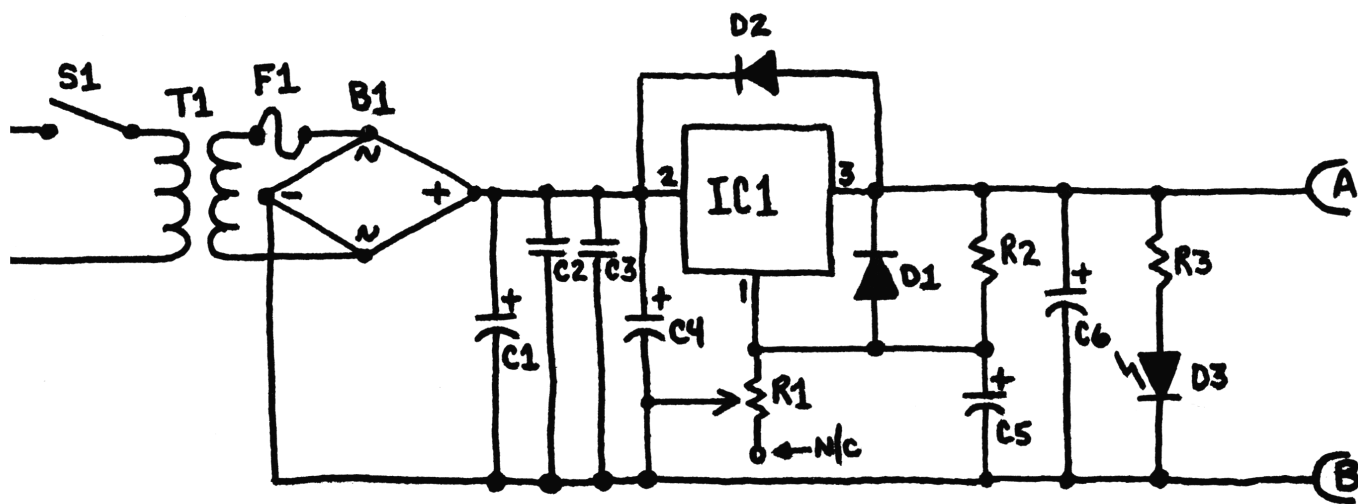 D2
S1
T1
F1
B1
~
-
+
~
2
IC1
3
1
A
C2
C3
D1
R2
R3
+
C1
+
C4
+
C6
D3
R1
+
C5
N/C
B